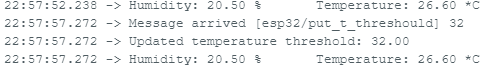 22:57:52.238 -> Humidity: 20.50 %	Temperature: 26.60 *C
22:57:57.272 -> Message arrived [esp32/put_t_threshould] 32
22:57:57.272 -> Updated temperature threshold: 32.00
22:57:57.272 -> Humidity: 20.50 %	Temperature: 26.60 *C